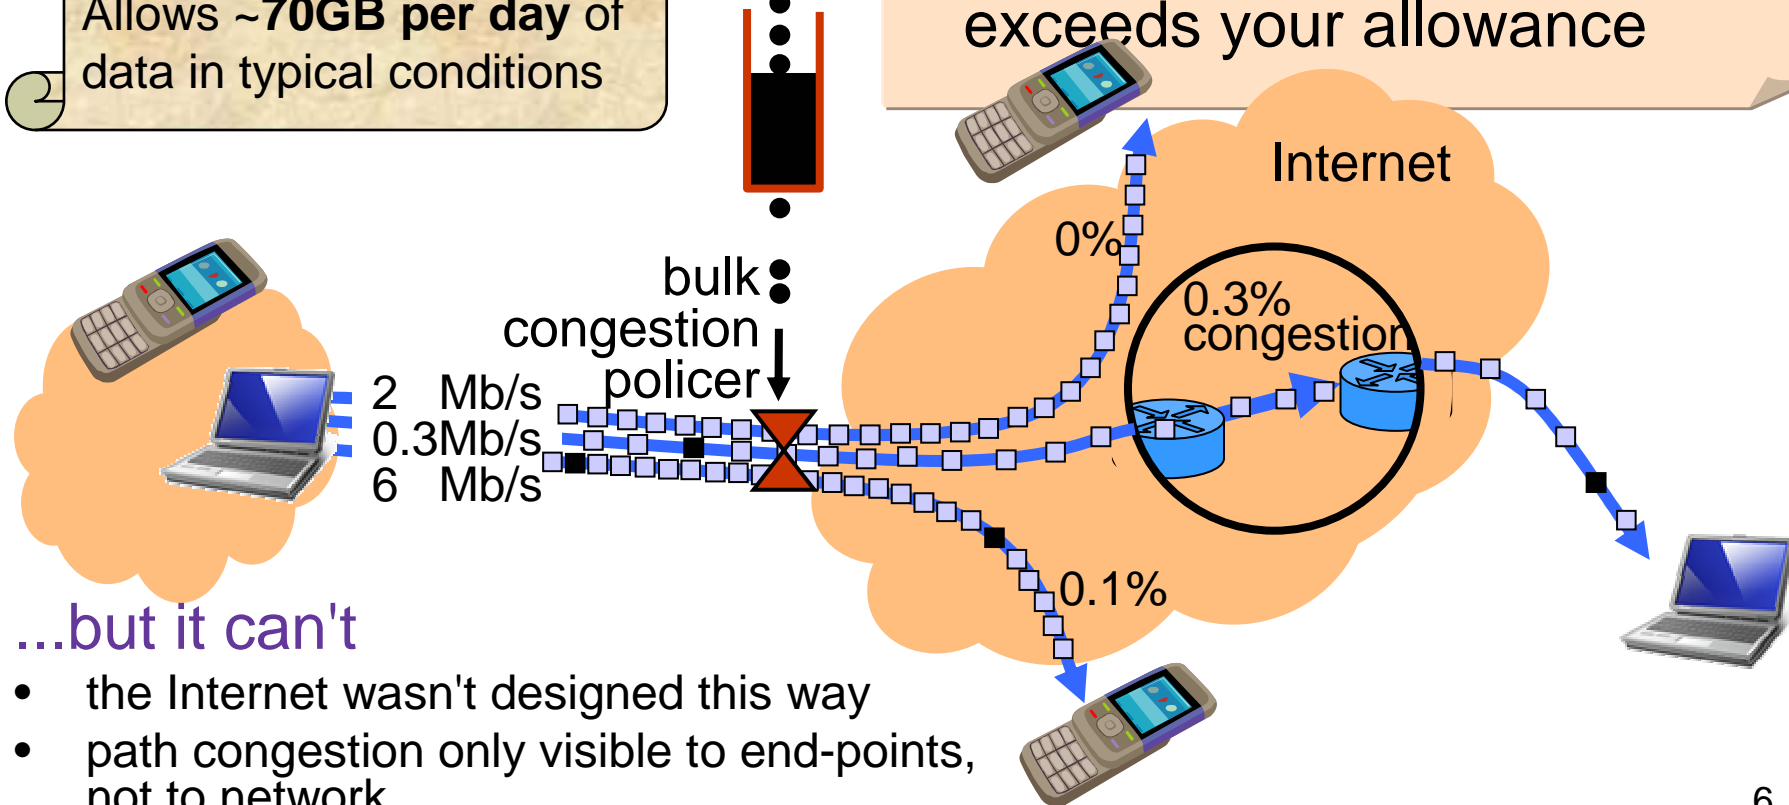 Allows ~70GB per day of
data in typical conditions
exceeds your allowance
Internet
0%
bulk
congestion
policer
0.3%
congestion
2 Mb/s
0.3Mb/s
6 Mb/s
0.1%
...but it can't
• the Internet wasn't designed this way
• path congestion only visible to end-points,
not to network
6